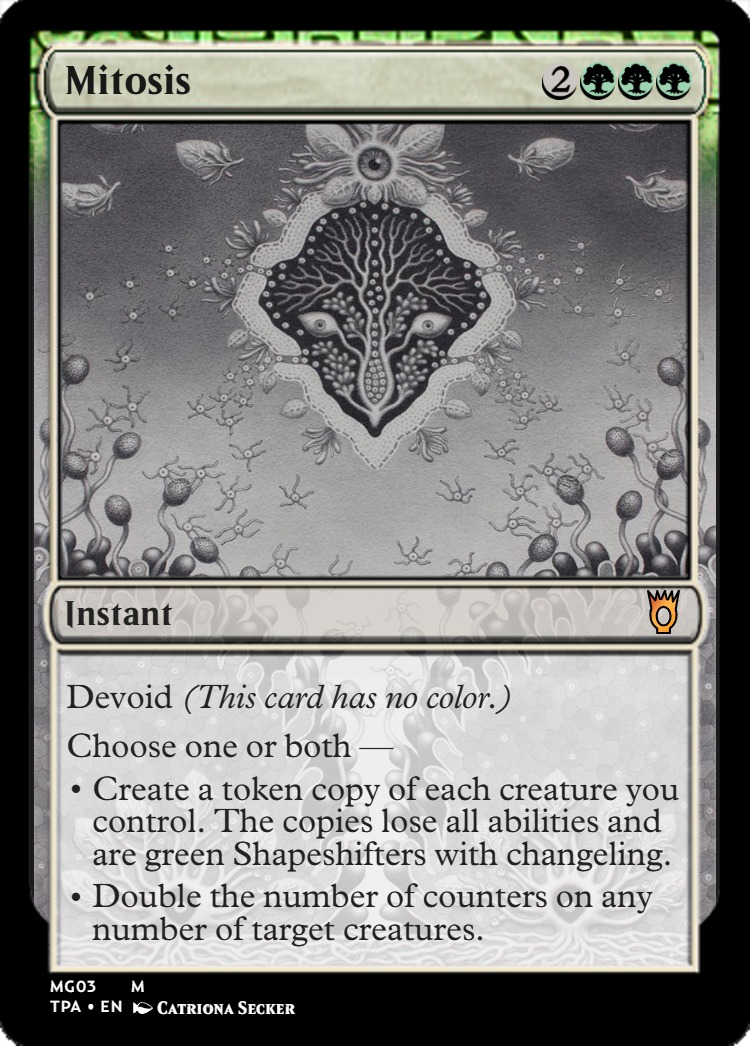 Mitosis 2
Instant
Devoid (This card has no color.)
Choose one or both —
• Create a token copy of each creature you
control. The copies lose all abilities and
are green Shapeshifters with changeling.
• Double the number of counters on any
number of target creatures.
MG03 M
TPA • EN Catriona Secker